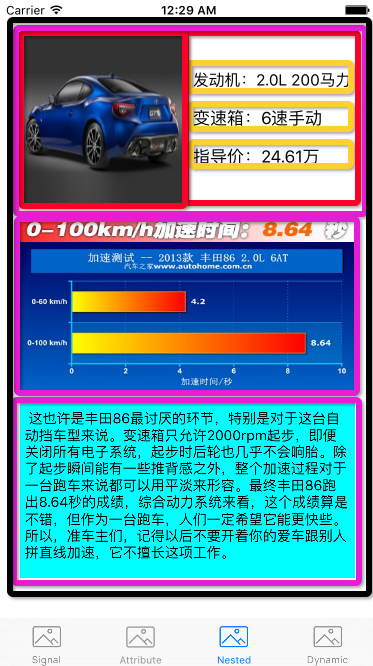 Carrier 12:29 AM
发动机：2.0L 200马力
变速箱：6速手动
指导价：24.61万
0-100km/h加速时间：8.64 秒
加速测试 -- 2013款 丰田86 2.0L 6AT
汽车之家www.autohome.com.cn
0-60 km/h 4.2
0-100 km/h 8.64
0 2 4 6 8 10
加速时间/秒
这也许是丰田86最讨厌的环节，特别是对于这台自
动挡车型来说。变速箱只允许2000rpm起步，即便
关闭所有电子系统，起步时后轮也几乎不会响胎。除
了起步瞬间能有一些推背感之外，整个加速过程对于
一台跑车来说都可以用平淡来形容。最终丰田86跑
出8.64秒的成绩，综合动力系统来看，这个成绩算是
不错，但作为一台跑车，人们一定希望它能更快些。
所以，准车主们，记得以后不要开着你的爱车跟别人
拼直线加速，它不擅长这项工作。
Signal Attribute Nested Dynamic